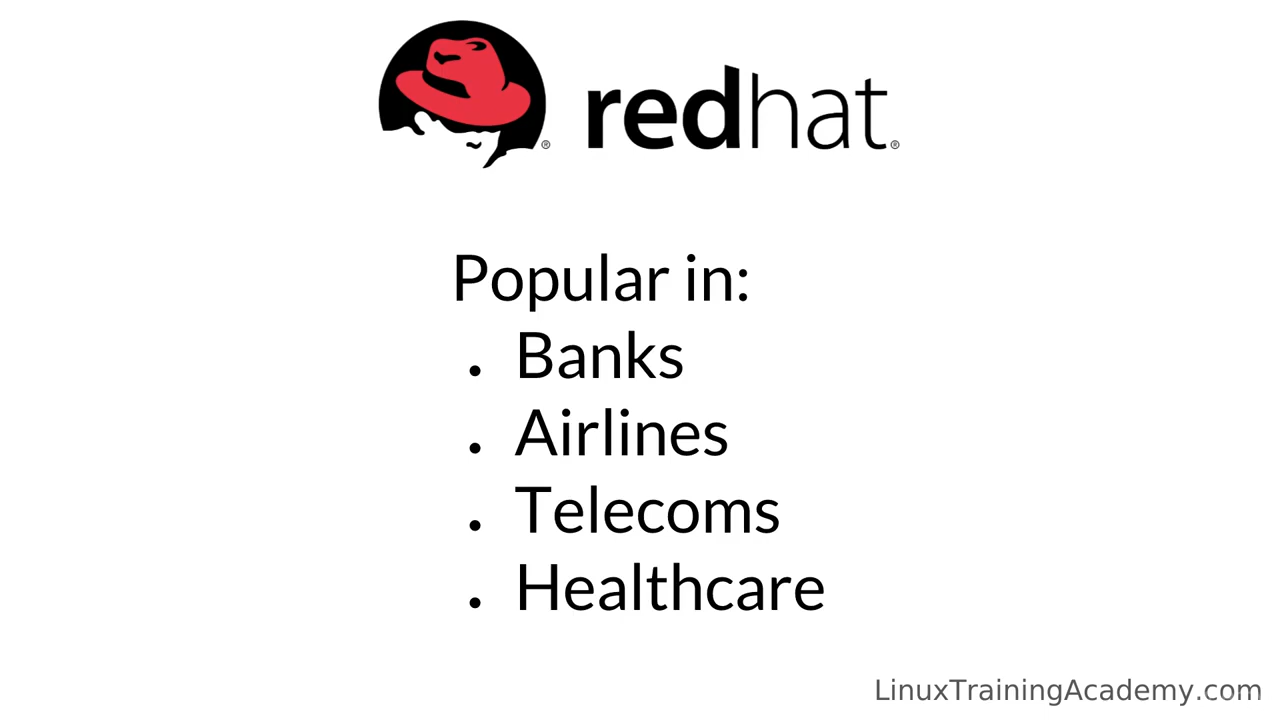 redhat®
Popular in:
• Banks
• Airlines
• Telecoms
• Healthcare
LinuxTrainingAcademy.com